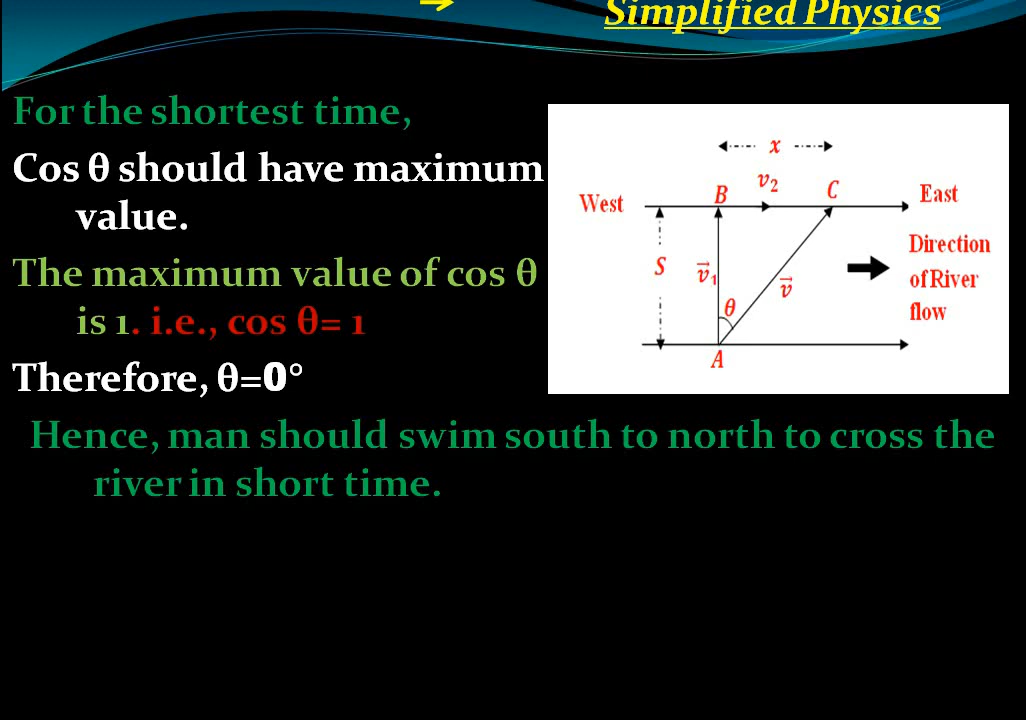 →
Simplified Physics
For the shortest time,
Cos θ should have maximum
value.
The maximum value of cos θ
is 1. i.e., cos θ= 1
Therefore, θ=0°
Hence, man should swim south to north to cross the
river in short time.
x
West
B
v₂
C
East
S
v⃗₁
v⃗
θ
A
Direction
of River
flow